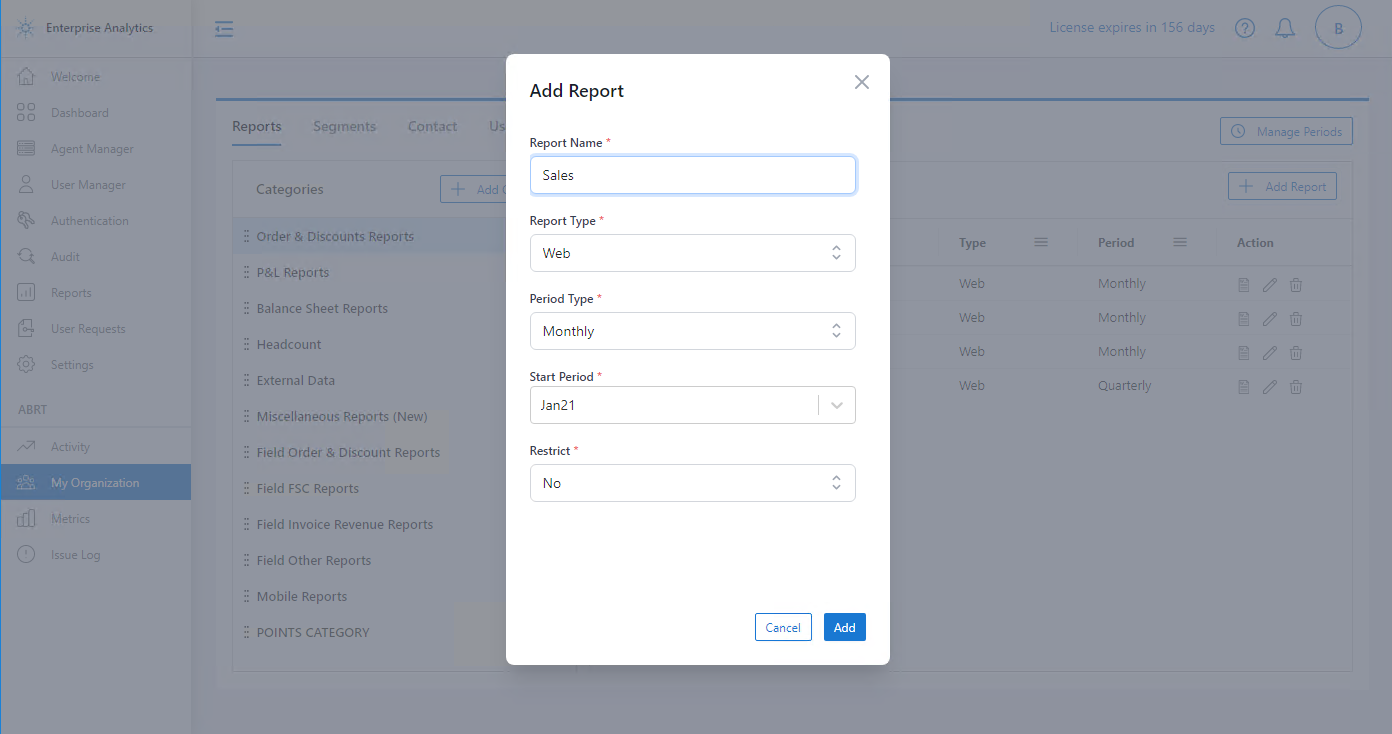 Enterprise Analytics
License expires in 156 days
B
Welcome
Dashboard
Agent Manager
User Manager
Authentication
Audit
Reports
User Requests
Settings
ABRT
Activity
My Organization
Metrics
Issue Log
Reports Segments Contact
Manage Periods
Categories
Add
Order & Discounts Reports
P&L Reports
Balance Sheet Reports
Headcount
External Data
Miscellaneous Reports (New)
Field Order & Discount Reports
Field FSC Reports
Field Invoice Revenue Reports
Field Other Reports
Mobile Reports
POINTS CATEGORY
Add Report
Report Name *
Sales
Report Type *
Web
Period Type *
Monthly
Start Period *
Jan21
Restrict *
No
Cancel Add
Add Report
Type Period Action
Web Monthly
Web Monthly
Web Monthly
Web Quarterly